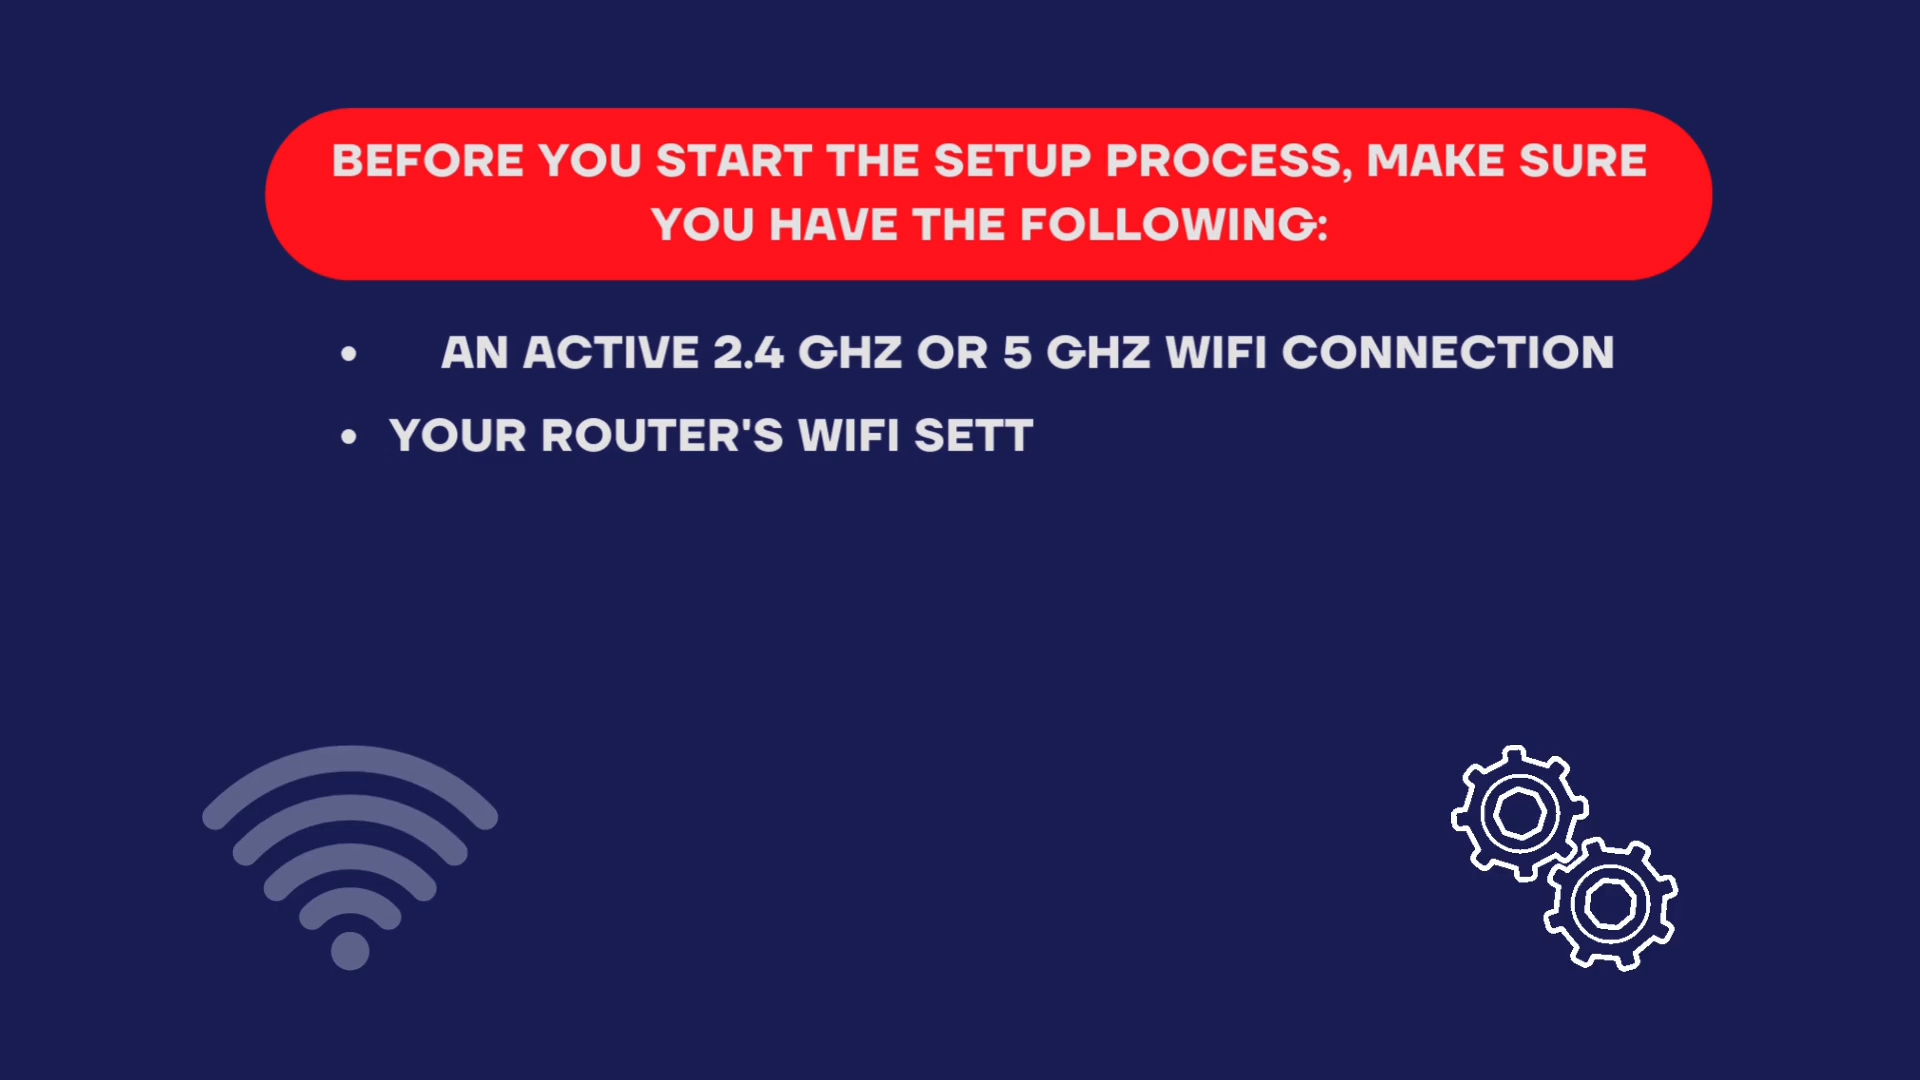 BEFORE YOU START THE SETUP PROCESS, MAKE SURE
YOU HAVE THE FOLLOWING:
• AN ACTIVE 2.4 GHZ OR 5 GHZ WIFI CONNECTION
• YOUR ROUTER'S WIFI SETT